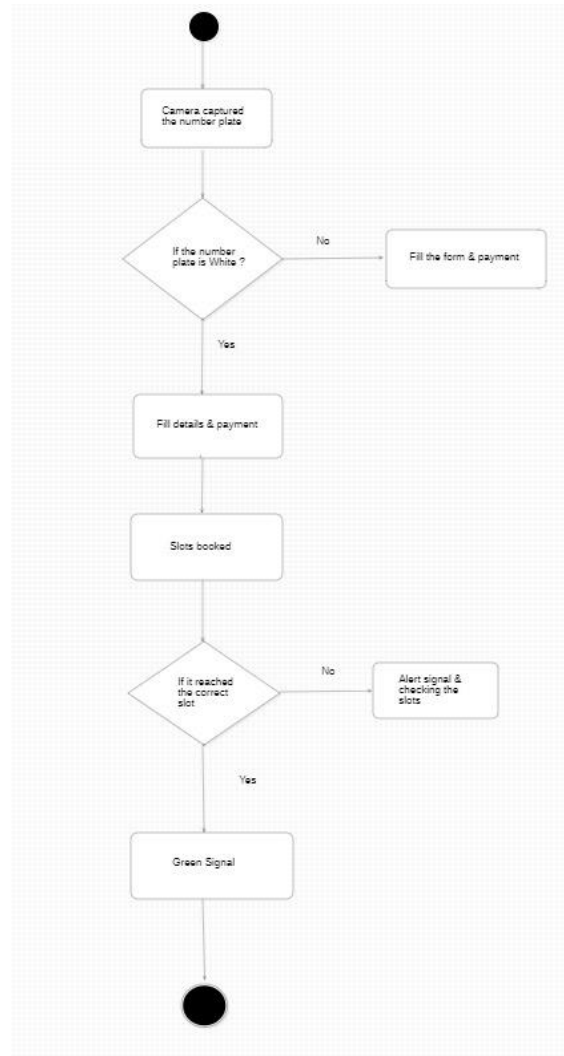 Camera captured
the number plate
If the number
plate is White ?
No
Fill the form & payment
Yes
Fill details & payment
Slots booked
If it reached
the correct
slot
No
Alert signal &
checking the
slots
Yes
Green Signal